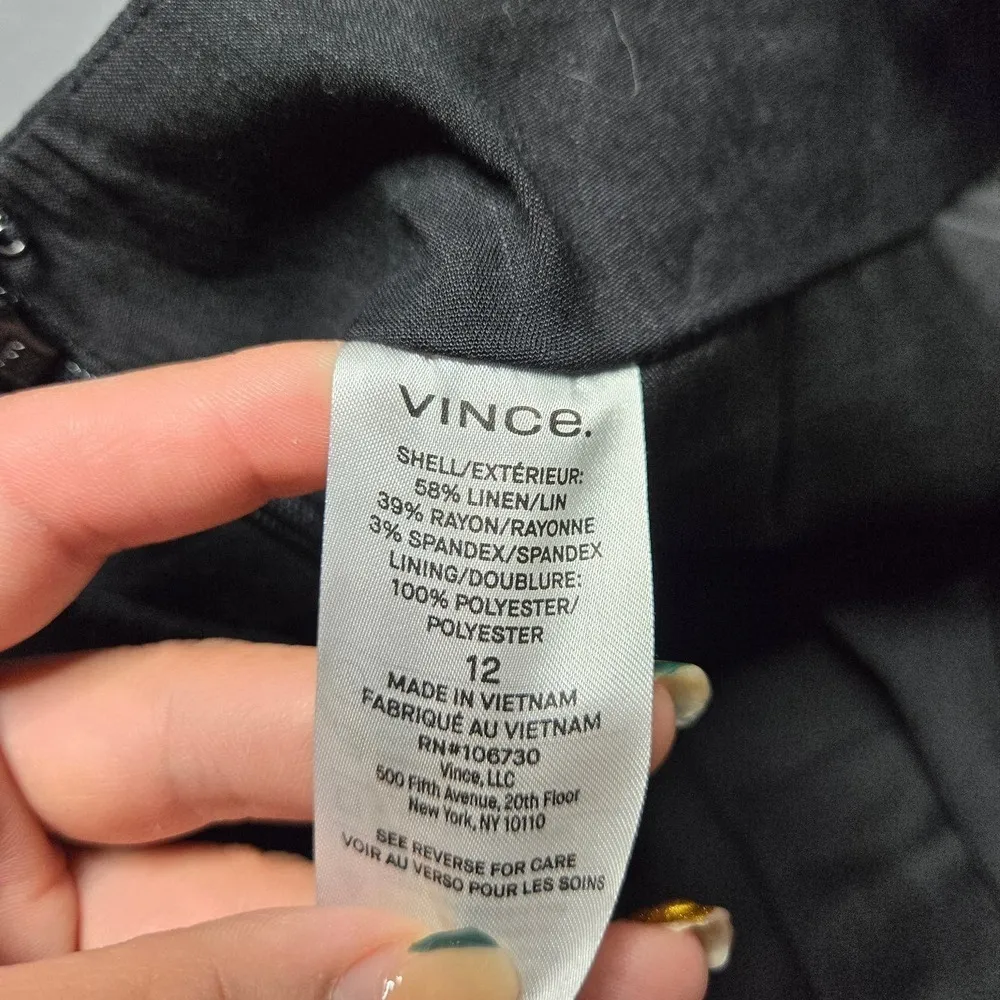 VINCe.
SHELL/EXTÉRIEUR:
58% LINEN/LIN
39% RAYON/RAYONNE
3% SPANDEX/SPANDEX
LINING/DOUBLURE:
100% POLYESTER/
POLYESTER
12
MADE IN VIETNAM
FABRIQUÉ AU VIETNAM
RN#106730
Vince, LLC
500 Fifth Avenue, 20th Floor
New York, NY 10110
SEE REVERSE FOR CARE
VOIR AU VERSO POUR LES SOINS